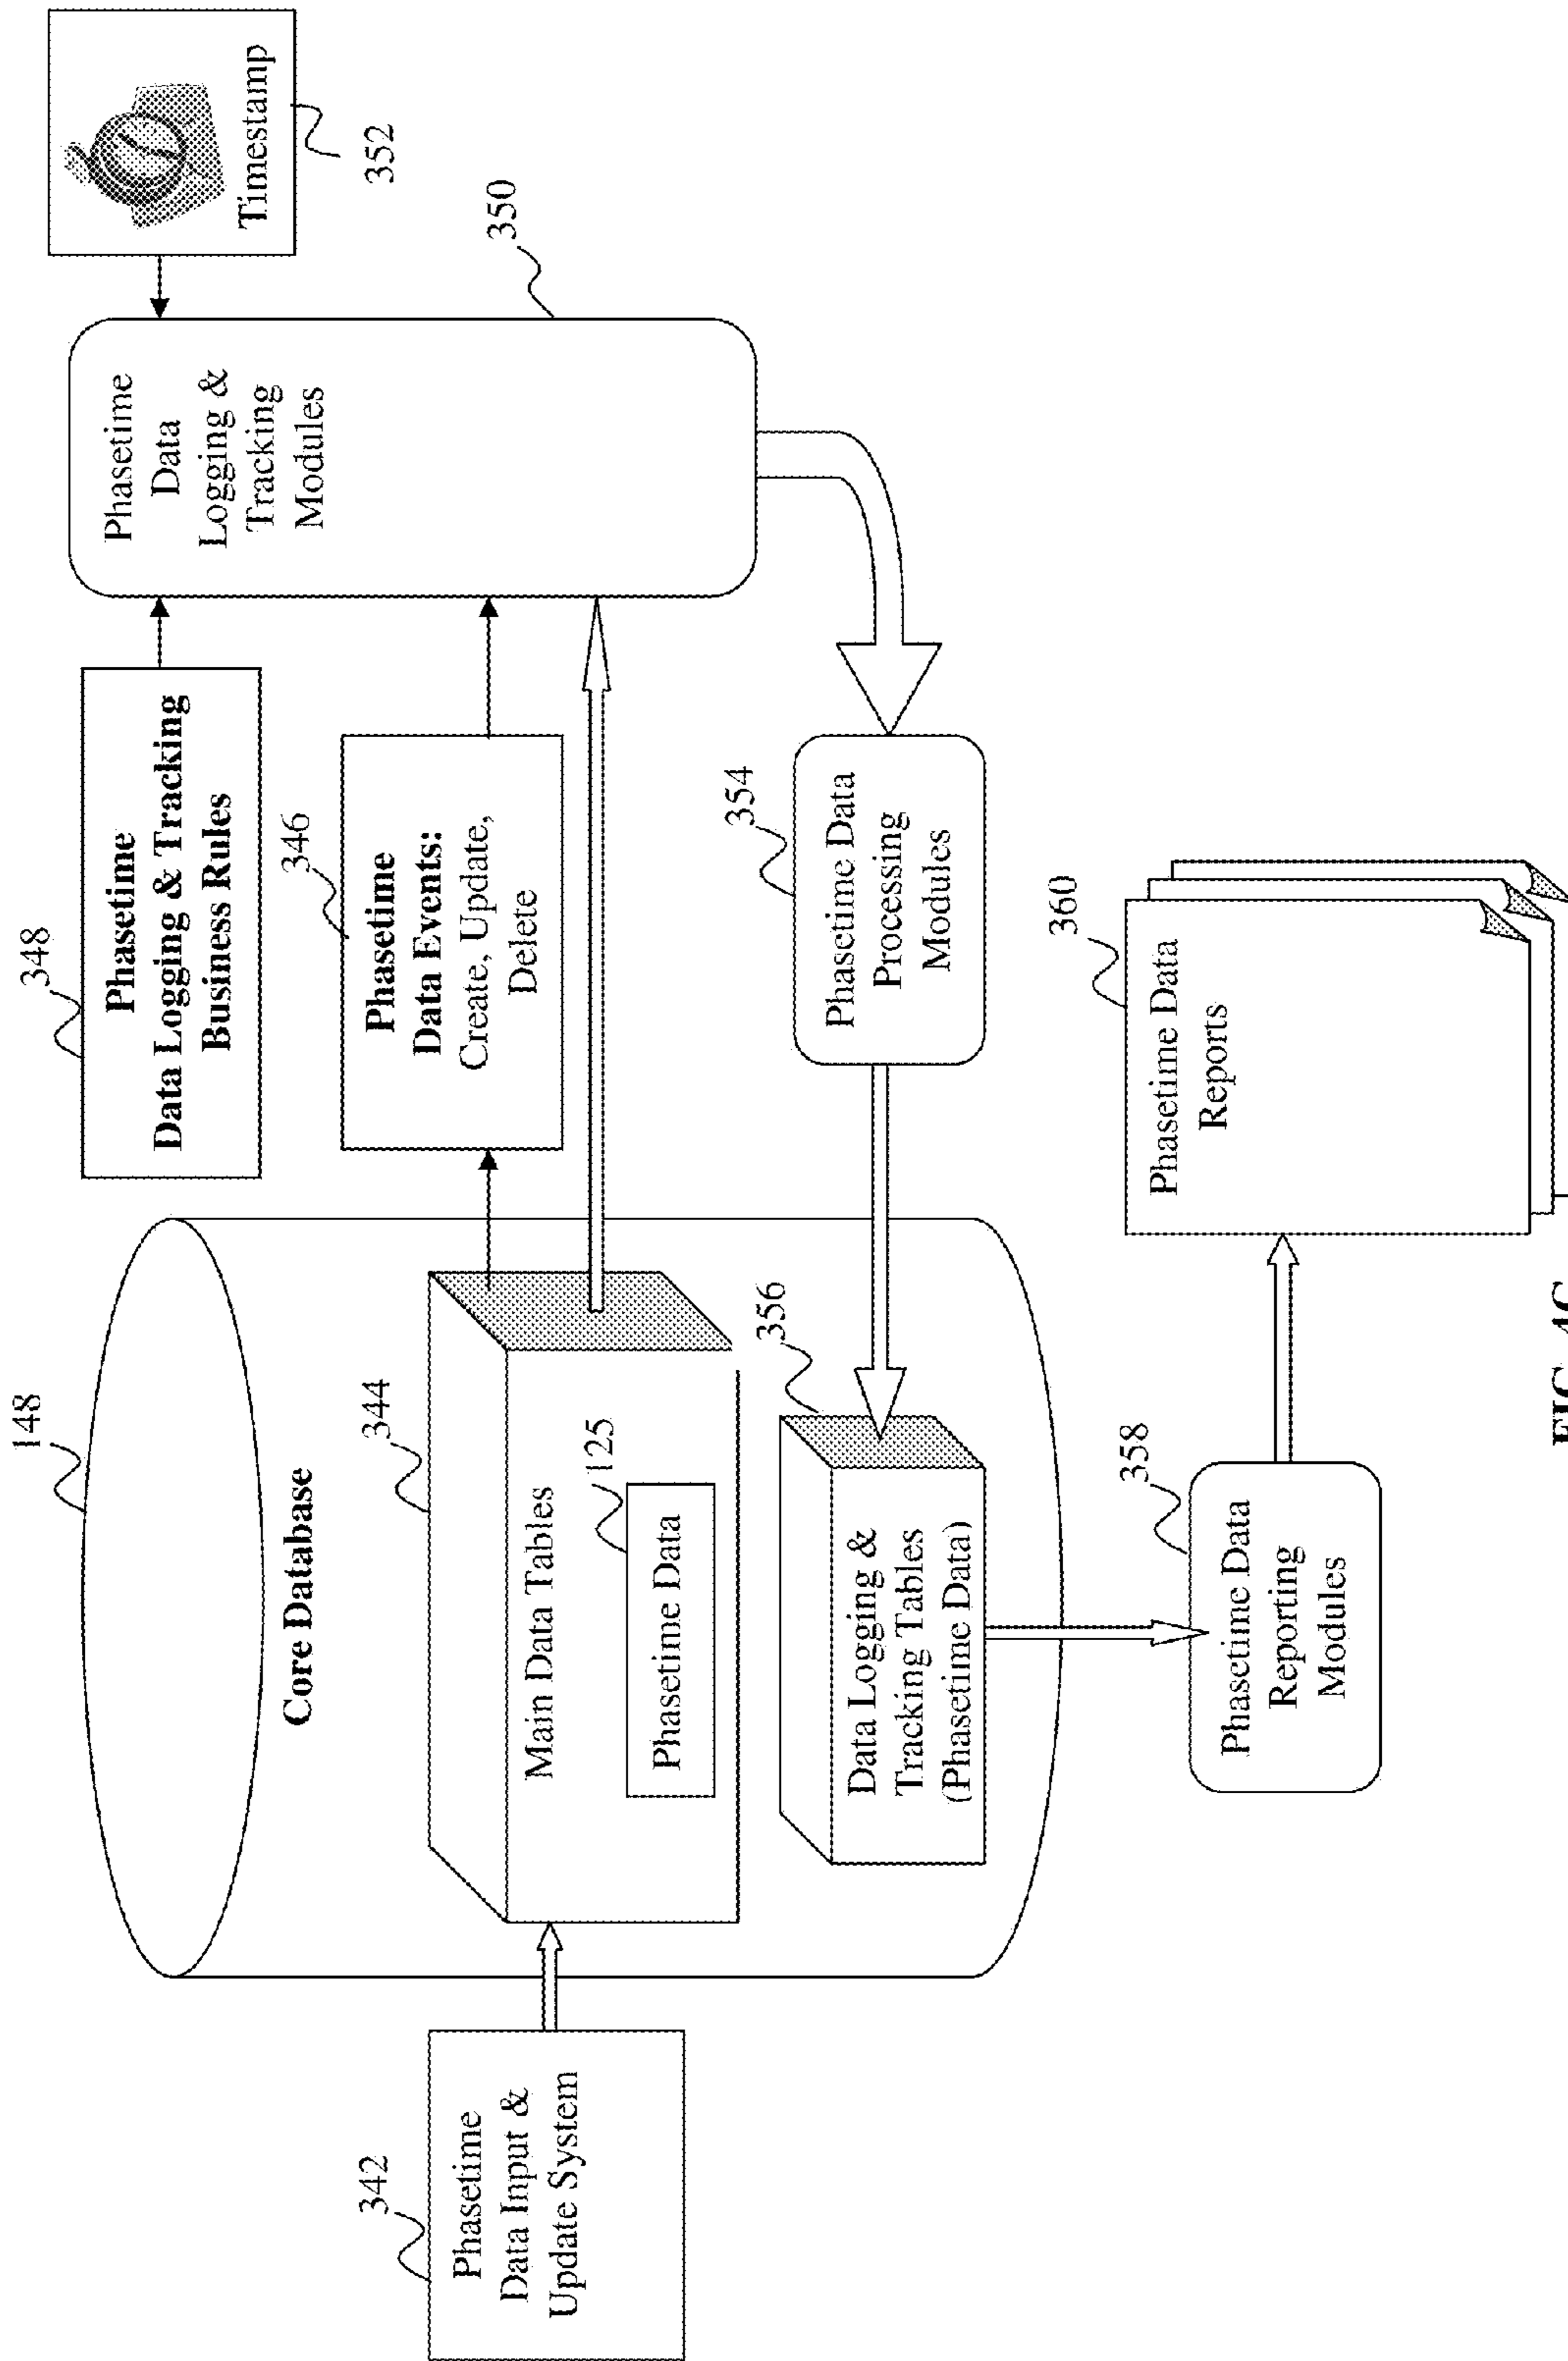 148
Core Database
342
Phasetime
Data Input &
Update System
344
Main Data Tables
125
Phasetime Data
356
Data Logging &
Tracking Tables
(Phasetime Data)
348
Phasetime
Data Logging & Tracking
Business Rules
346
Phasetime
Data Events:
Create, Update,
Delete
Phasetime
Data
Logging &
Tracking
Modules
350
Timestamp
352
354
Phasetime Data
Processing
Modules
358
Phasetime Data
Reporting
Modules
360
Phasetime Data
Reports
FIG. 4C